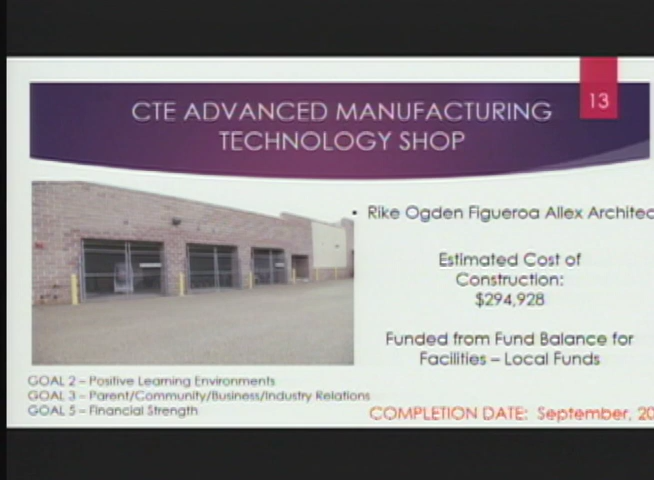 13
CTE ADVANCED MANUFACTURING
TECHNOLOGY SHOP
• Rike Ogden Figueroa Allex Architec
Estimated Cost of
Construction:
$294,928
Funded from Fund Balance for
Facilities – Local Funds
GOAL 2 – Positive Learning Environments
GOAL 3 – Parent/Community/Business/Industry Relations
GOAL 5 – Financial Strength
COMPLETION DATE: September, 20